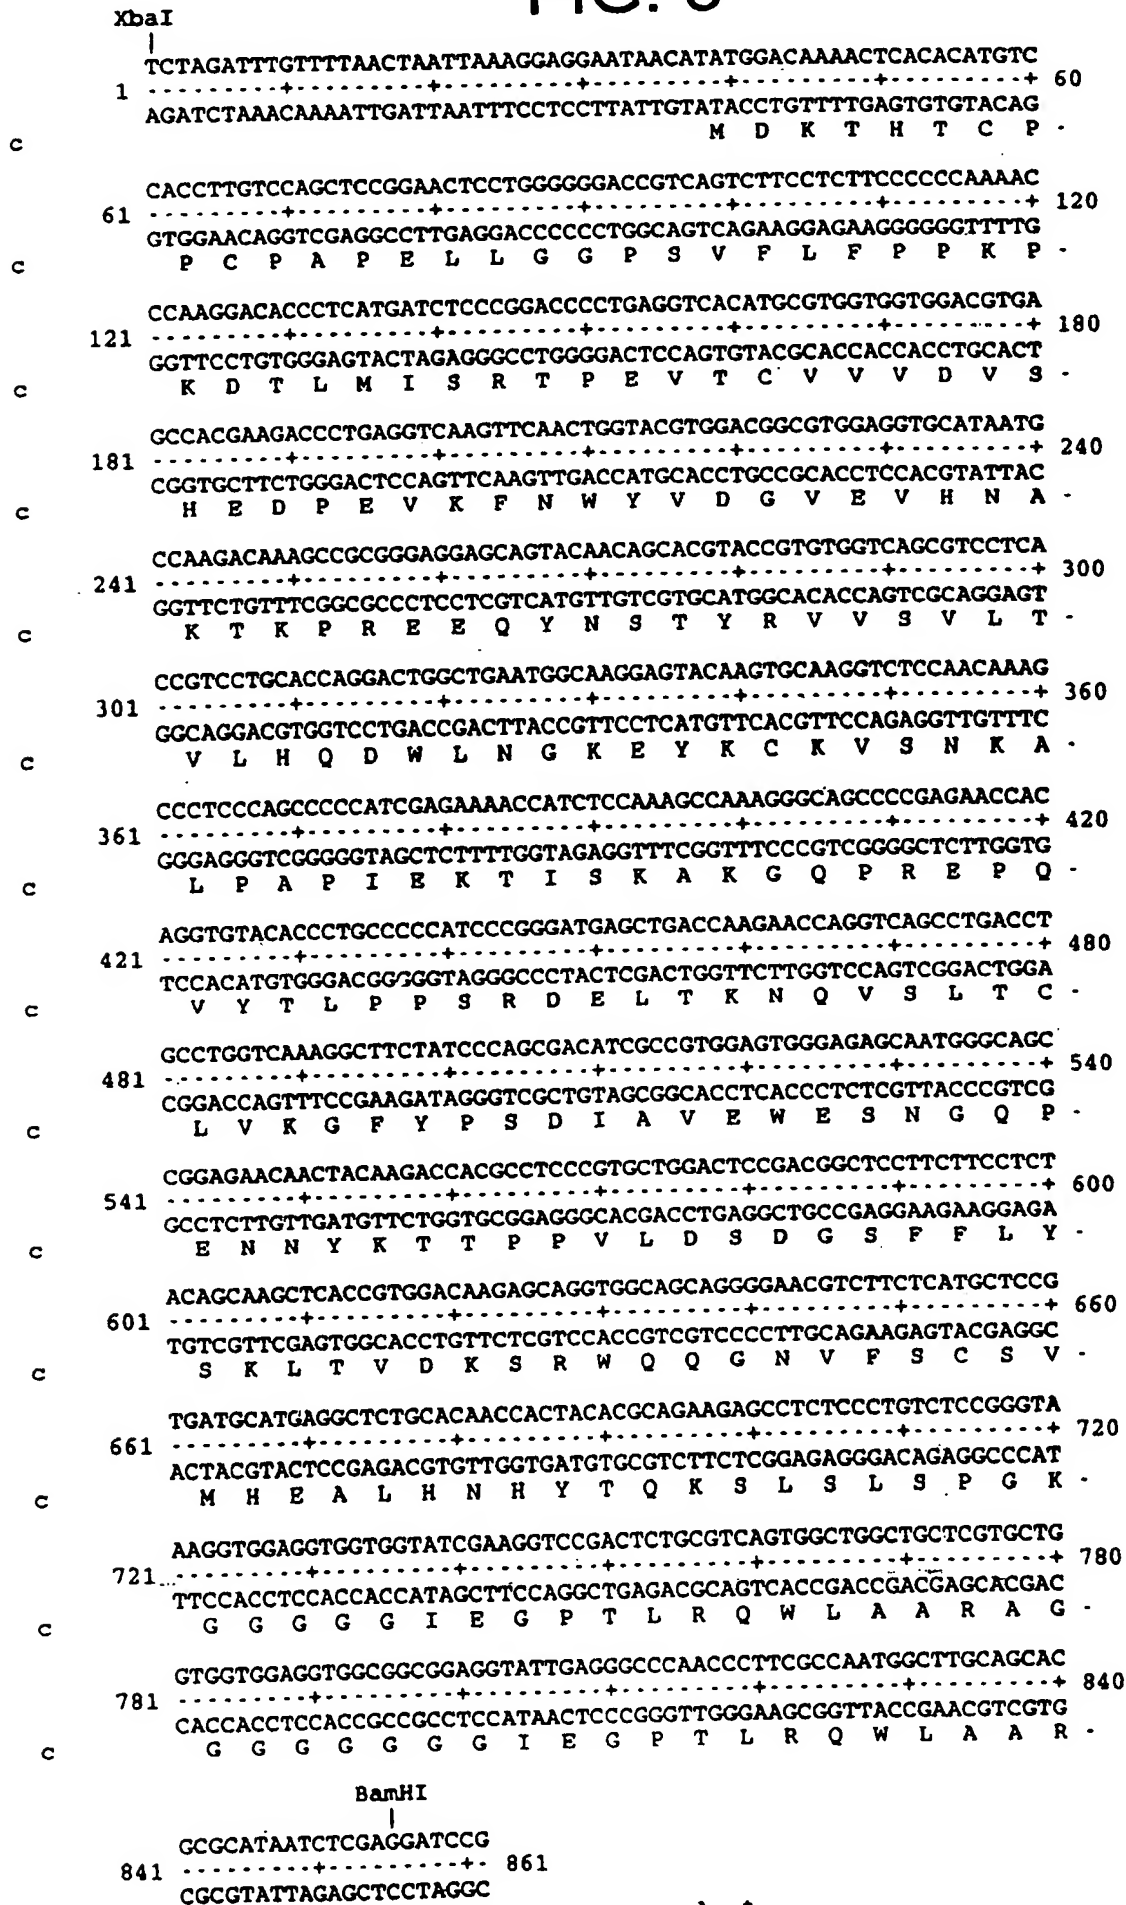 FIG. 6
XbaI
|
TCTAGATTTGTTTTAACTAATTAAAGGAGGAATAACATATGGACAAAACTCACACATGTC
1 ---------+---------+---------+---------+---------+---------+ 60
AGATCTAAACAAAATTGATTAATTTCCTCCTTATTGTATACCTGTTTTGAGTGTGTACAG
c M D K T H T C P -
CACCTTGTCCAGCTCCGGAACTCCTGGGGGGACCGTCAGTCTTCCTCTTCCCCCCAAAAC
61 ---------+---------+---------+---------+---------+---------+ 120
GTGGAACAGGTCGAGGCCTTGAGGACCCCCCTGGCAGTCAGAAGGAGAAGGGGGGTTTTG
c P C P A P E L L G G P S V F L F P P K P -
CCAAGGACACCCTCATGATCTCCCGGACCCCTGAGGTCACATGCGTGGTGGTGGACGTGA
121 ---------+---------+---------+---------+---------+---------+ 180
GGTTCCTGTGGGAGTACTAGAGGGCCTGGGGACTCCAGTGTACGCACCACCACCTGCACT
c K D T L M I S R T P E V T C V V V D V S -
GCCACGAAGACCCTGAGGTCAAGTTCAACTGGTACGTGGACGGCGTGGAGGTGCATAATG
181 ---------+---------+---------+---------+---------+---------+ 240
CGGTGCTTCTGGGACTCCAGTTCAAGTTGACCATGCACCTGCCGCACCTCCACGTATTAC
c H E D P E V K F N W Y V D G V E V H N A -
CCAAGACAAAGCCGCGGGAGGAGCAGTACAACAGCACGTACCGTGTGGTCAGCGTCCTCA
241 ---------+---------+---------+---------+---------+---------+ 300
GGTTCTGTTTCGGCGCCCTCCTCGTCATGTTGTCGTGCATGGCACACCAGTCGCAGGAGT
c K T K P R E E Q Y N S T Y R V V S V L T -
CCGTCCTGCACCAGGACTGGCTGAATGGCAAGGAGTACAAGTGCAAGGTCTCCAACAAAG
301 ---------+---------+---------+---------+---------+---------+ 360
GGCAGGACGTGGTCCTGACCGACTTACCGTTCCTCATGTTCACGTTCCAGAGGTTGTTTC
c V L H Q D W L N G K E Y K C K V S N K A -
CCCTCCCAGCCCCCATCGAGAAAACCATCTCCAAAGCCAAAGGGCAGCCCCGAGAACCAC
361 ---------+---------+---------+---------+---------+---------+ 420
GGGAGGGTCGGGGGTAGCTCTTTTGGTAGAGGTTTCGGTTTCCCGTCGGGGCTCTTGGTG
c L P A P I E K T I S K A K G Q P R E P Q -
AGGTGTACACCCTGCCCCCATCCCGGGATGAGCTGACCAAGAACCAGGTCAGCCTGACCT
421 ---------+---------+---------+---------+---------+---------+ 480
TCCACATGTGGGACGGGGGTAGGGCCCTACTCGACTGGTTCTTGGTCCAGTCGGACTGGA
c V Y T L P P S R D E L T K N Q V S L T C -
GCCTGGTCAAAGGCTTCTATCCCAGCGACATCGCCGTGGAGTGGGAGAGCAATGGGCAGC
481 ---------+---------+---------+---------+---------+---------+ 540
CGGACCAGTTTCCGAAGATAGGGTCGCTGTAGCGGCACCTCACCCTCTCGTTACCCGTCG
c L V K G F Y P S D I A V E W E S N G Q P -
CGGAGAACAACTACAAGACCACGCCTCCCGTGCTGGACTCCGACGGCTCCTTCTTCCTCT
541 ---------+---------+---------+---------+---------+---------+ 600
GCCTCTTGTTGATGTTCTGGTGCGGAGGGCACGACCTGAGGCTGCCGAGGAAGAAGGAGA
c E N N Y K T T P P V L D S D G S F F L Y -
ACAGCAAGCTCACCGTGGACAAGAGCAGGTGGCAGCAGGGGAACGTCTTCTCATGCTCCG
601 ---------+---------+---------+---------+---------+---------+ 660
TGTCGTTCGAGTGGCACCTGTTCTCGTCCACCGTCGTCCCCTTGCAGAAGAGTACGAGGC
c S K L T V D K S R W Q Q G N V F S C S V -
TGATGCATGAGGCTCTGCACAACCACTACACGCAGAAGAGCCTCTCCCTGTCTCCGGGTA
661 ---------+---------+---------+---------+---------+---------+ 720
ACTACGTACTCCGAGACGTGTTGGTGATGTGCGTCTTCTCGGAGAGGGACAGAGGCCCAT
c M H E A L H N H Y T Q K S L S L S P G K -
AAGGTGGAGGTGGTGGTATCGAAGGTCCGACTCTGCGTCAGTGGCTGGCTGCTCGTGCTG
721 ---------+---------+---------+---------+---------+---------+ 780
TTCCACCTCCACCACCATAGCTTCCAGGCTGAGACGCAGTCACCGACCGACGAGCACGAC
c G G G G G I E G P T L R Q W L A A R A G -
GTGGTGGAGGTGGCGGCGGAGGTATTGAGGGCCCAACCCTTCGCCAATGGCTTGCAGCAC
781 ---------+---------+---------+---------+---------+---------+ 840
CACCACCTCCACCGCCGCCTCCATAACTCCCGGGTTGGGAAGCGGTTACCGAACGTCGTG
c G G G G G G G I E G P T L R Q W L A A R -
BamHI
|
GCGCATAATCTCGAGGATCCG
841 ---------+---------+- 861
CGCGTATTAGAGCTCCTAGGC